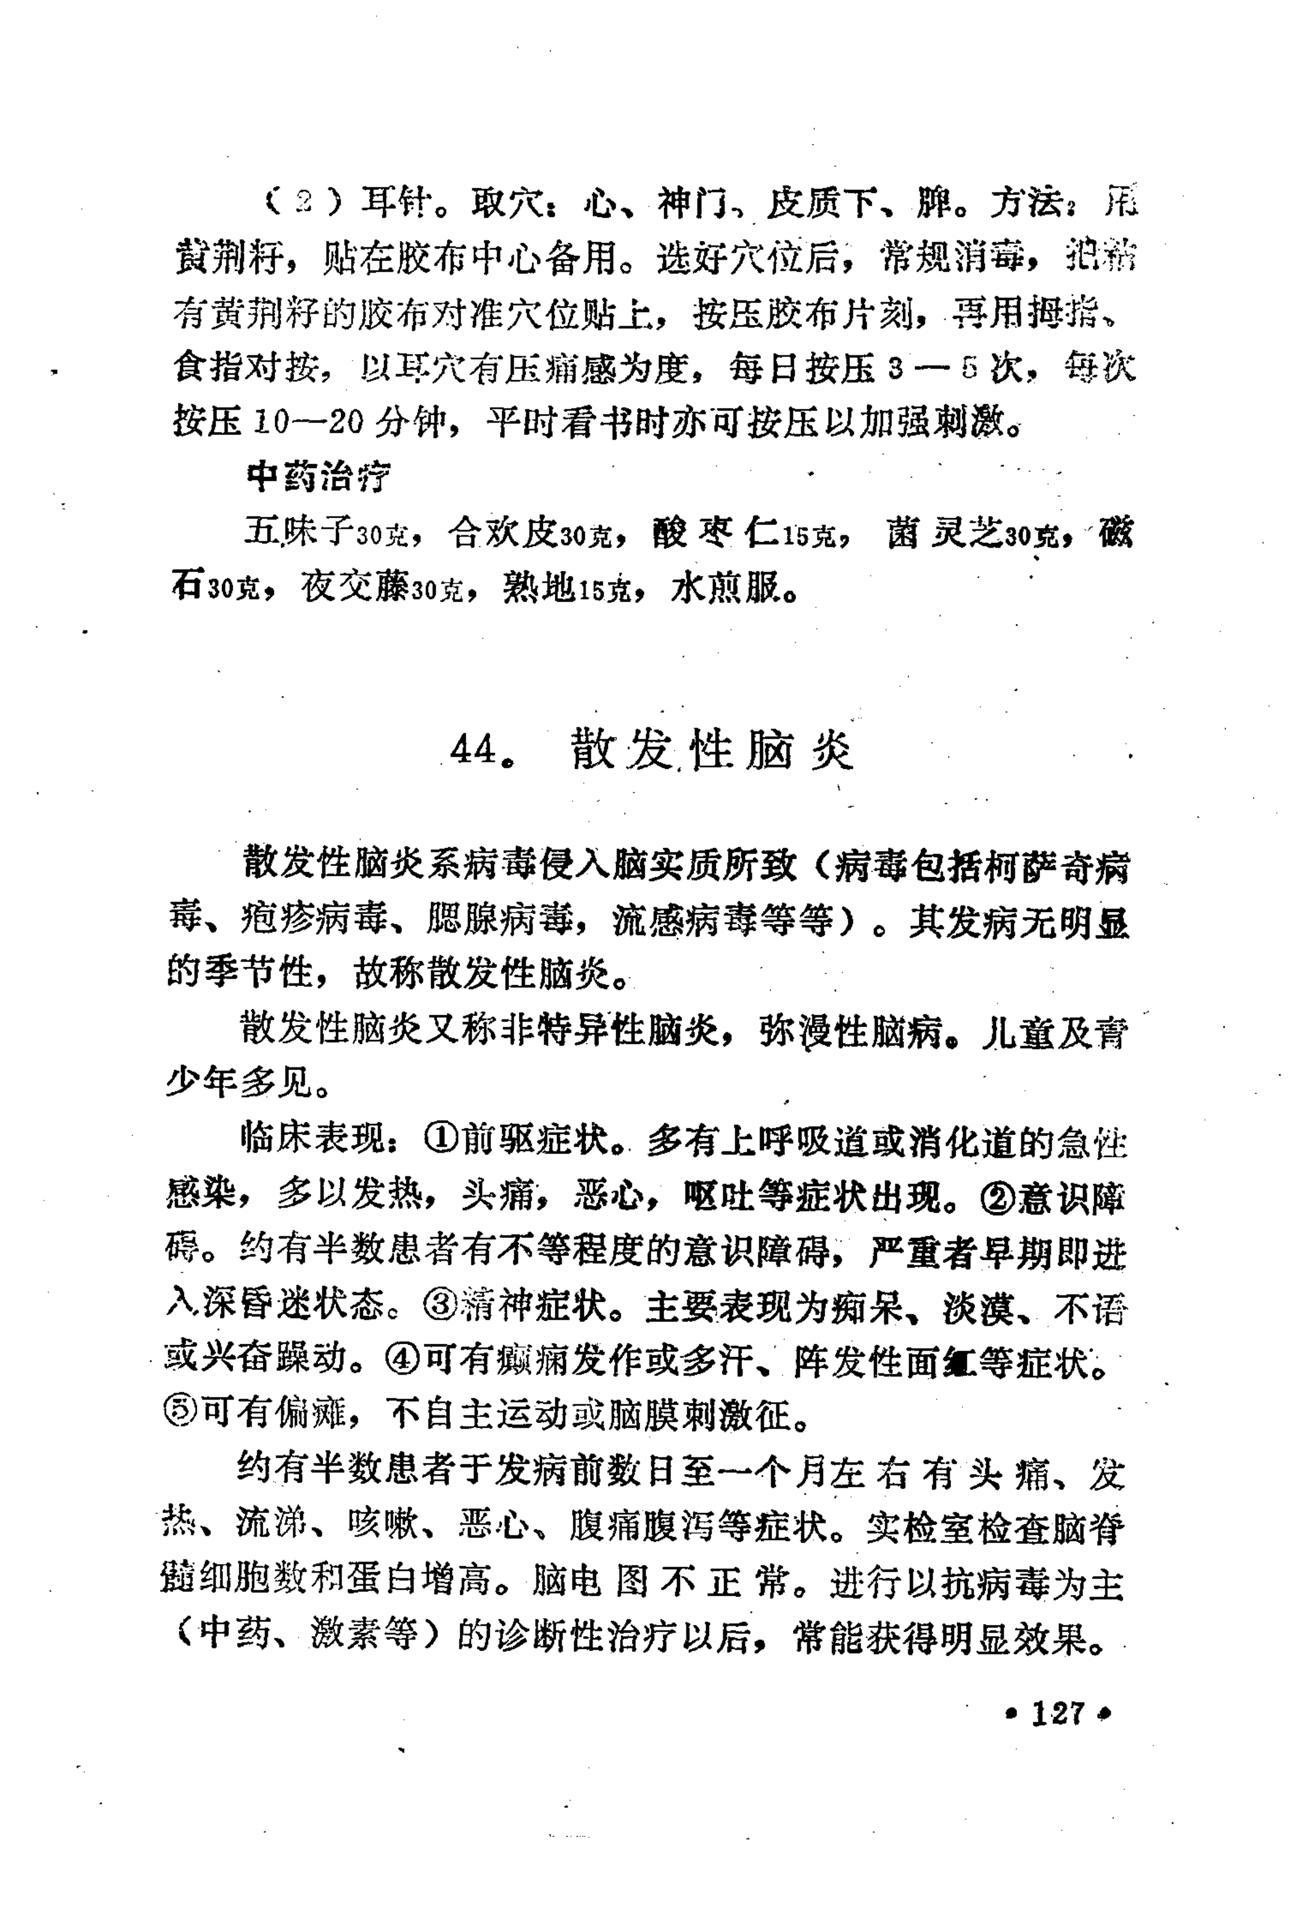 （2）耳针。取穴：心、神门、皮质下、脾。方法：用
黄荆籽，贴在胶布中心备用。选好穴位后，常规消毒，把粘
有黄荆籽的胶布对准穴位贴上，按压胶布片刻，再用拇指、
食指对按，以耳穴有压痛感为度，每日按压3—5次，每次
按压10—20分钟，平时看书时亦可按压以加强刺激。
中药治疗
五味子30克，合欢皮30克，酸枣仁15克，菌灵芝30克，磁
石30克，夜交藤30克，熟地15克，水煎服。
44。散发性脑炎
散发性脑炎系病毒侵入脑实质所致（病毒包括柯萨奇病
毒、疱疹病毒、腮腺病毒，流感病毒等等）。其发病无明显
的季节性，故称散发性脑炎。
散发性脑炎又称非特异性脑炎，弥漫性脑病。儿童及青
少年多见。
临床表现：①前驱症状。多有上呼吸道或消化道的急性
感染，多以发热，头痛，恶心，呕吐等症状出现。②意识障
碍。约有半数患者有不等程度的意识障碍，严重者早期即进
入深昏迷状态。③精神症状。主要表现为痴呆、淡漠、不语
或兴奋躁动。④可有癫痫发作或多汗、阵发性面红等症状。
⑤可有偏瘫，不自主运动或脑膜刺激征。
约有半数患者于发病前数日至一个月左右有头痛、发
热、流涕、咳嗽、恶心、腹痛腹泻等症状。实检室检查脑脊
髓细胞数和蛋白增高。脑电图不正常。进行以抗病毒为主
（中药、激素等）的诊断性治疗以后，常能获得明显效果。
•127•